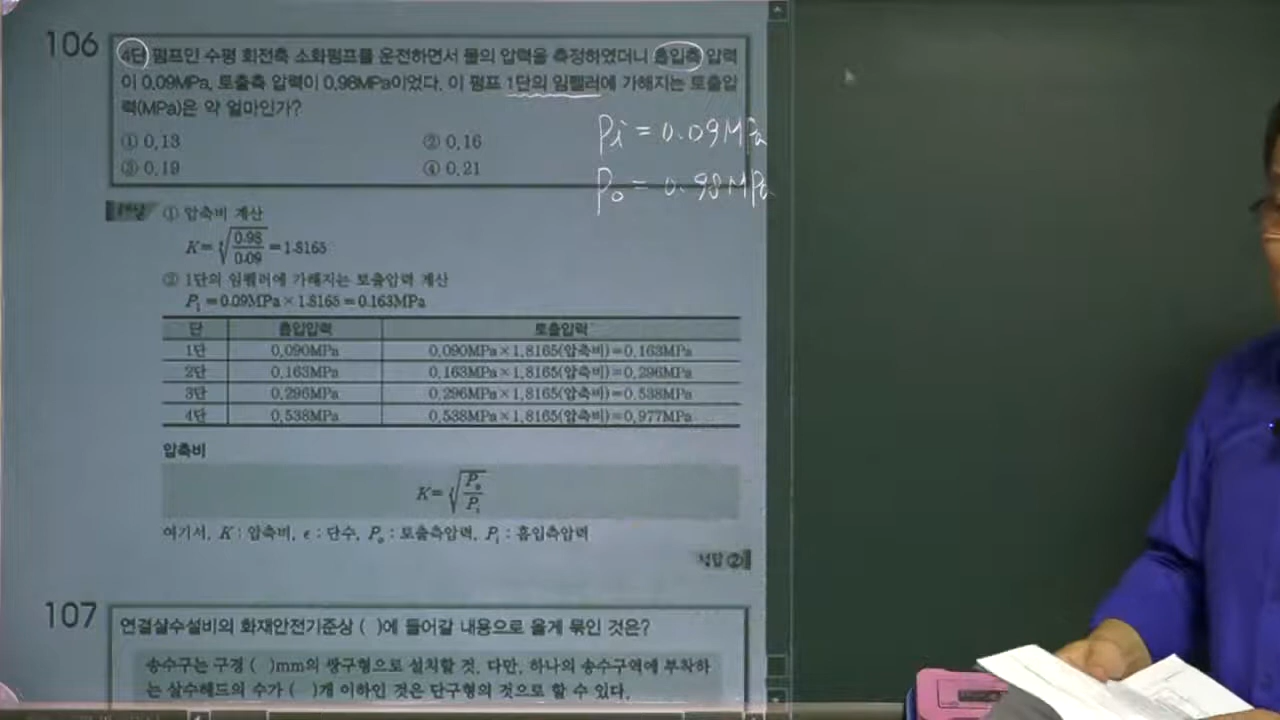 106
4단 펌프인 수평 회전축 소화펌프를 운전하면서 물의 압력을 측정하였더니 흡입측 압력
이 0.09MPa, 토출측 압력이 0.98MPa이었다. 이 펌프 1단의 임펠러에 가해지는 토출압
력(MPa)은 약 얼마인가?
① 0.13 ② 0.16
③ 0.19 ④ 0.21
Pi = 0.09MPa
Po = 0.98MPa
해설 ① 압축비 계산
K=∜(0.98/0.09)=1.8165
② 1단의 임펠러에 가해지는 토출압력 계산
P₁=0.09MPa×1.8165=0.163MPa
단 흡입압력 토출압력
1단 0.090MPa 0.090MPa×1.8165(압축비)=0.163MPa
2단 0.163MPa 0.163MPa×1.8165(압축비)=0.296MPa
3단 0.296MPa 0.296MPa×1.8165(압축비)=0.538MPa
4단 0.538MPa 0.538MPa×1.8165(압축비)=0.977MPa
압축비
K=ᵋ√(Pₒ/Pᵢ)
여기서, K : 압축비, ε : 단수, Pₒ : 토출측압력, Pᵢ : 흡입측압력
정답 ②
107
연결살수설비의 화재안전기준상 ( )에 들어갈 내용으로 옳게 묶인 것은?
송수구는 구경 ( )mm의 쌍구형으로 설치할 것. 다만, 하나의 송수구역에 부착하
는 살수헤드의 수가 ( )개 이하인 것은 단구형의 것으로 할 수 있다.